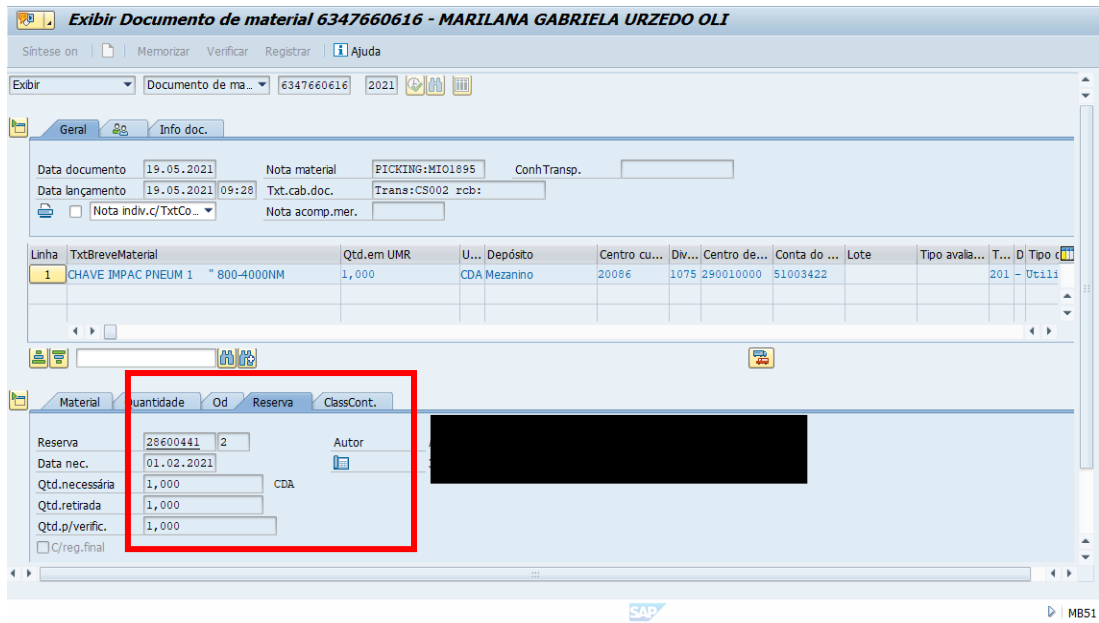 Exibir Documento de material 6347660616 - MARILANA GABRIELA URZEDO OLI
Síntese on Memorizar Verificar Registrar Ajuda
Exibir Documento de ma... 6347660616 2021
Geral Info doc.
Data documento 19.05.2021 Nota material PICKING:MIO1895 ConhTransp.
Data lançamento 19.05.2021 09:28 Txt.cab.doc. Trans:CS002 rcb:
Nota indiv.c/TxtCo... Nota acomp.mer.
Linha TxtBreveMaterial Qtd.em UMR U... Depósito Centro cu... Div... Centro de... Conta do ... Lote Tipo avalia... T... D Tipo
1 CHAVE IMPAC PNEUM 1 " 800-4000NM 1,000 CDA Mezanino 20086 1075 290010000 51003422 201 - Utili
Material Quantidade Od Reserva ClassCont.
Reserva 28600441 2 Autor
Data nec. 01.02.2021
Qtd.necessária 1,000 CDA
Qtd.retirada 1,000
Qtd.p/verific. 1,000
C/reg.final
SAP MB51